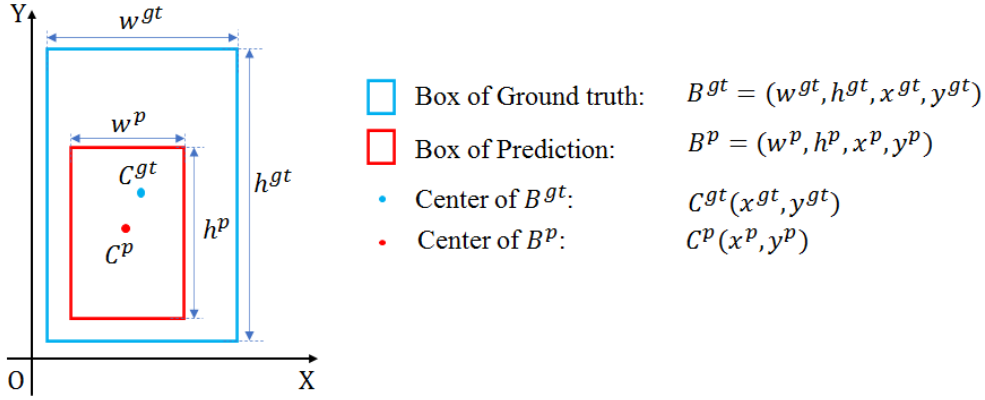 Y
w^{gt}
w^p
C^{gt}
h^{gt}
h^p
C^p
O
X
Box of Ground truth: B^{gt} = (w^{gt}, h^{gt}, x^{gt}, y^{gt})
Box of Prediction: B^p = (w^p, h^p, x^p, y^p)
Center of B^{gt}: C^{gt}(x^{gt}, y^{gt})
Center of B^p: C^p(x^p, y^p)